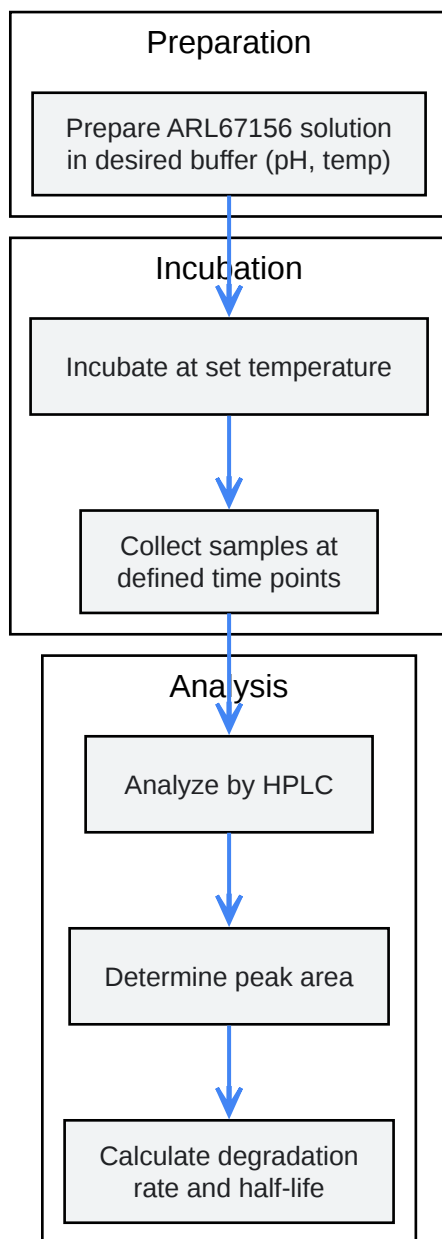 Preparation
Prepare ARL67156 solution
in desired buffer (pH, temp)
Incubation
Incubate at set temperature
Collect samples at
defined time points
Analysis
Analyze by HPLC
Determine peak area
Calculate degradation
rate and half-life